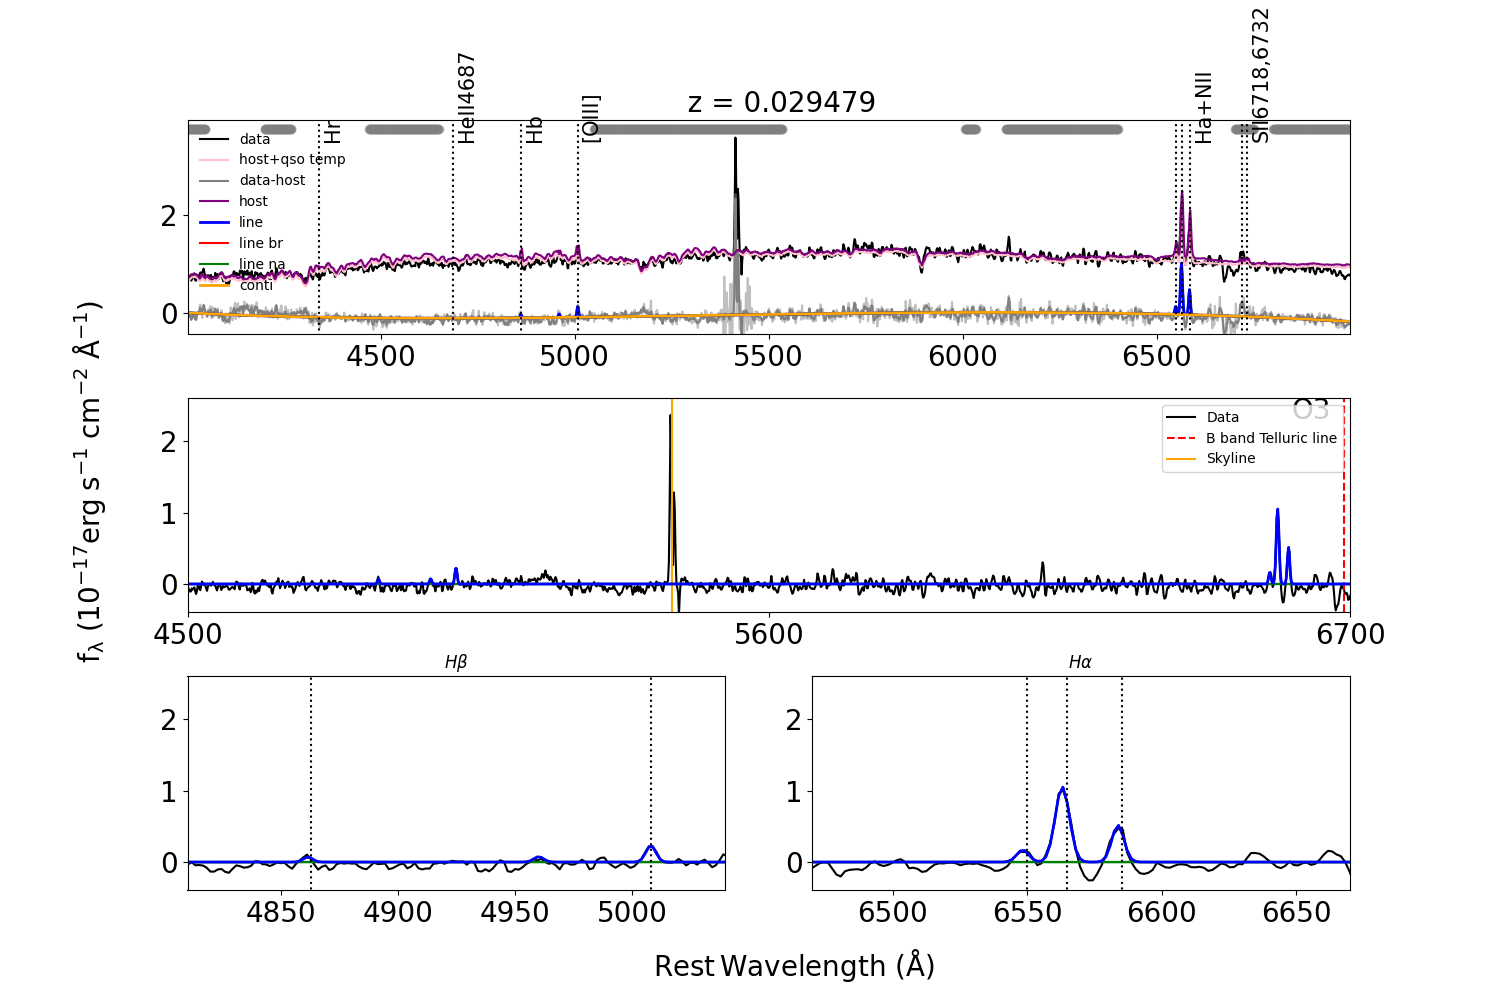 z = 0.029479
Hr
HeII4687
Hb
[OIII]
Ha+NII
SII6718,6732
data
host+qso temp
data-host
host
line
line br
line na
conti
2
0
4500 5000 5500 6000 6500
O3
Data
B band Telluric line
Skyline
2
1
0
4500 5600 6700
fλ (10−17erg s−1 cm−2 Å−1)
Hβ
2
1
0
4850 4900 4950 5000
Hα
2
1
0
6500 6550 6600 6650
Rest Wavelength (Å)